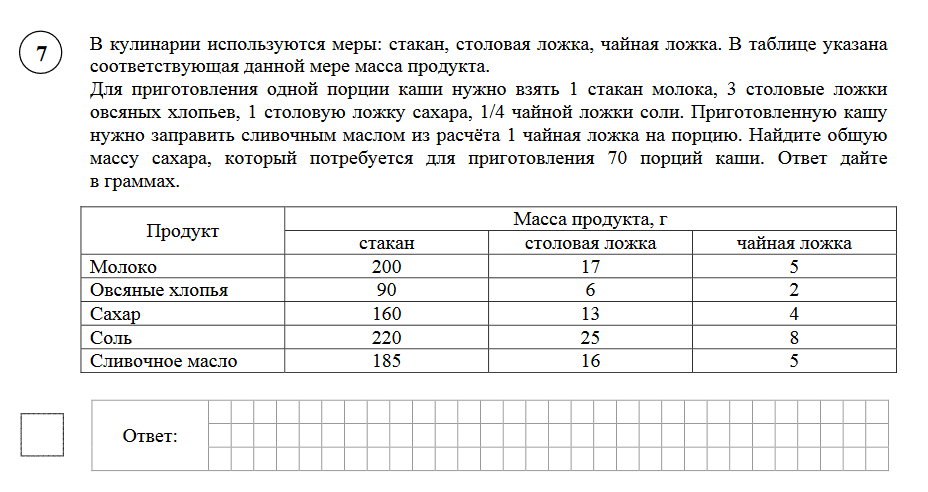 7
В кулинарии используются меры: стакан, столовая ложка, чайная ложка. В таблице указана
соответствующая данной мере масса продукта.
Для приготовления одной порции каши нужно взять 1 стакан молока, 3 столовые ложки
овсяных хлопьев, 1 столовую ложку сахара, 1/4 чайной ложки соли. Приготовленную кашу
нужно заправить сливочным маслом из расчёта 1 чайная ложка на порцию. Найдите общую
массу сахара, который потребуется для приготовления 70 порций каши. Ответ дайте
в граммах.
Продукт Масса продукта, г
стакан столовая ложка чайная ложка
Молоко 200 17 5
Овсяные хлопья 90 6 2
Сахар 160 13 4
Соль 220 25 8
Сливочное масло 185 16 5
Ответ: